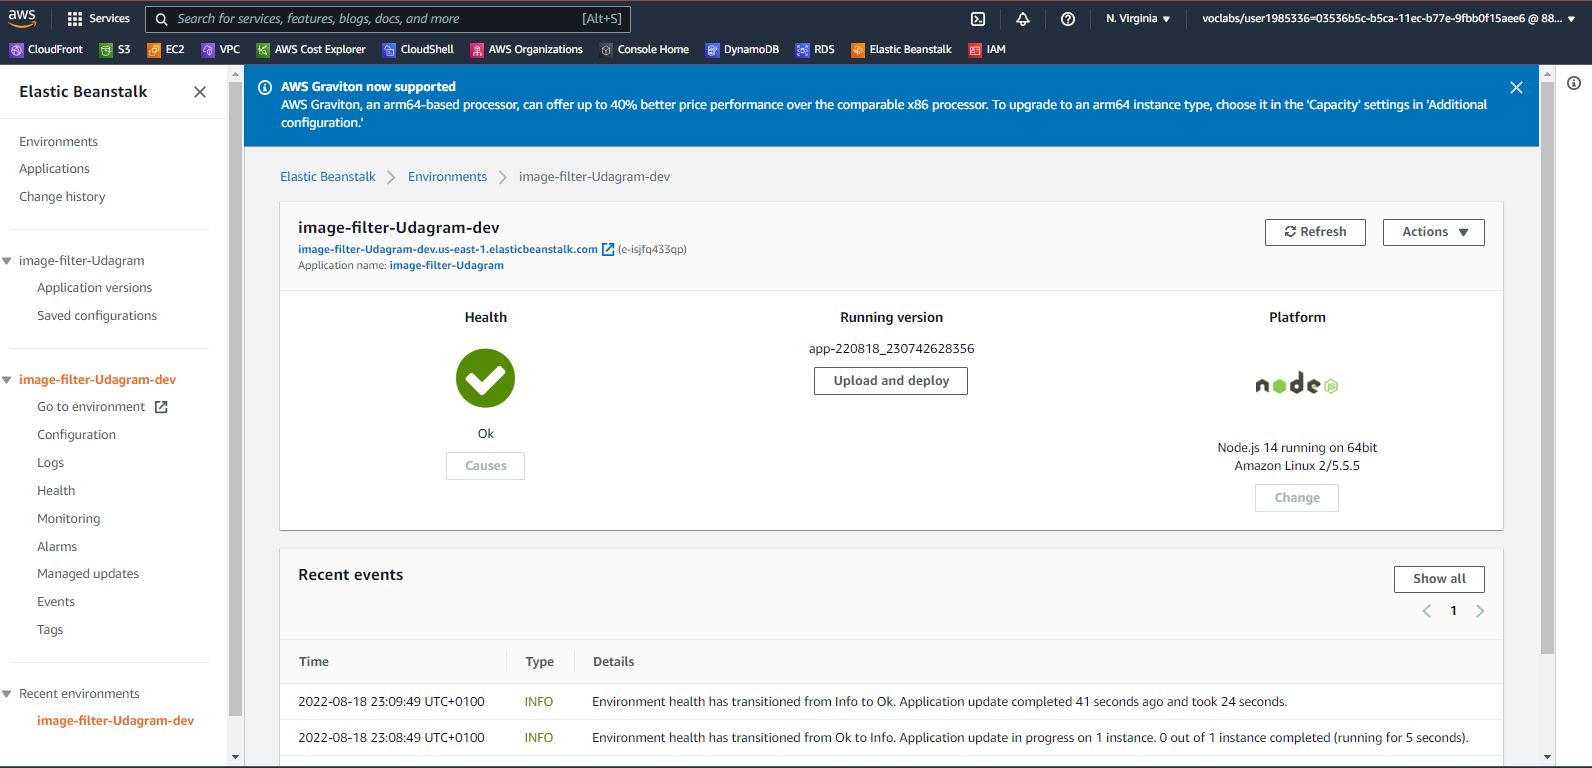 aws
Services
Search for services, features, blogs, docs, and more
[Alt+S]
N. Virginia
voclabs/user1985336=03536b5c-b5ca-11ec-b77e-9fbb0f15aee6 @ 88...
CloudFront
S3
EC2
VPC
AWS Cost Explorer
CloudShell
AWS Organizations
Console Home
DynamoDB
RDS
Elastic Beanstalk
IAM
Elastic Beanstalk
Environments
Applications
Change history
image-filter-Udagram
Application versions
Saved configurations
image-filter-Udagram-dev
Go to environment
Configuration
Logs
Health
Monitoring
Alarms
Managed updates
Events
Tags
Recent environments
image-filter-Udagram-dev
AWS Graviton now supported
AWS Graviton, an arm64-based processor, can offer up to 40% better price performance over the comparable x86 processor. To upgrade to an arm64 instance type, choose it in the 'Capacity' settings in 'Additional
configuration.'
Elastic Beanstalk
Environments
image-filter-Udagram-dev
image-filter-Udagram-dev
image-filter-Udagram-dev.us-east-1.elasticbeanstalk.com (e-isjfq433qp)
Application name: image-filter-Udagram
Refresh
Actions
Health
Ok
Causes
Running version
app-220818_230742628356
Upload and deploy
Platform
node JS
Node.js 14 running on 64bit
Amazon Linux 2/5.5.5
Change
Recent events
Show all
1
Time Type Details
2022-08-18 23:09:49 UTC+0100 INFO Environment health has transitioned from Info to Ok. Application update completed 41 seconds ago and took 24 seconds.
2022-08-18 23:08:49 UTC+0100 INFO Environment health has transitioned from Ok to Info. Application update in progress on 1 instance. 0 out of 1 instance completed (running for 5 seconds).